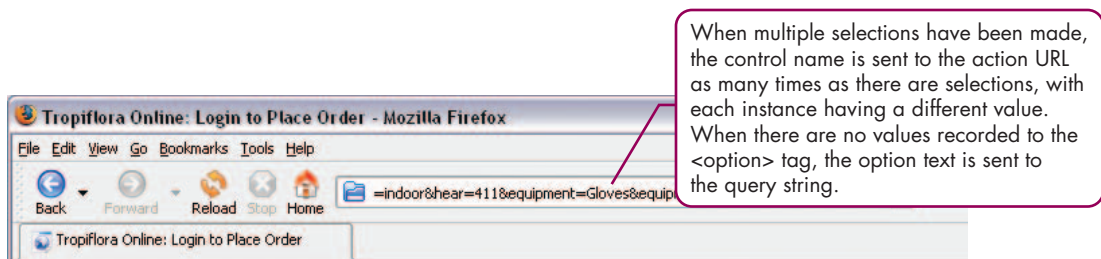 When multiple selections have been made,
the control name is sent to the action URL
as many times as there are selections, with
each instance having a different value.
When there are no values recorded to the
<option> tag, the option text is sent to
the query string.
Tropiflora Online: Login to Place Order - Mozilla Firefox
File Edit View Go Bookmarks Tools Help
=indoor&hear=411&equipment=Gloves&equip
Back Forward Reload Stop Home
Tropiflora Online: Login to Place Order